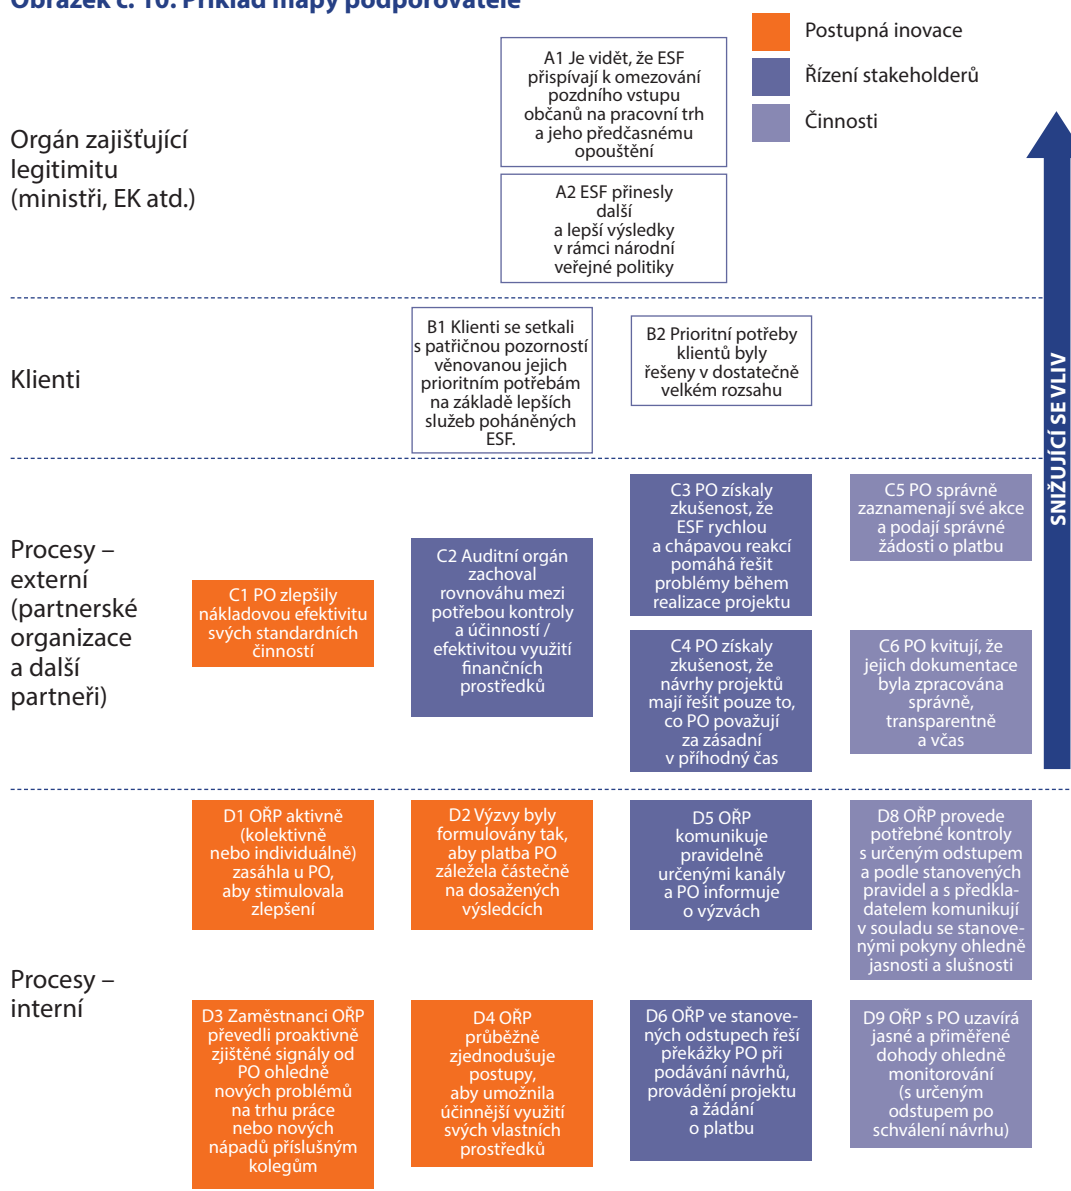 Obrázek č. 10: Příklad mapy podporovatele
Postupná inovace
Řízení stakeholderů
Činnosti
Orgán zajišťující
legitimitu
(ministři, EK atd.)
A1 Je vidět, že ESF
přispívají k omezování
pozdního vstupu
občanů na pracovní trh
a jeho předčasnému
opouštění
A2 ESF přinesly
další
a lepší výsledky
v rámci národní
veřejné politiky
Klienti
B1 Klienti se setkali
s patřičnou pozorností
věnovanou jejich
prioritním potřebám
na základě lepších
služeb poháněných
ESF.
B2 Prioritní potřeby
klientů byly
řešeny v dostatečně
velkém rozsahu
SNIŽUJÍCÍ SE VLIV
Procesy –
externí
(partnerské
organizace
a další
partneři)
C1 PO zlepšily
nákladovou efektivitu
svých standardních
činností
C2 Auditní orgán
zachoval
rovnováhu mezi
potřebou kontroly
a účinností /
efektivitou využití
finančních
prostředků
C3 PO získaly
zkušenost, že
ESF rychlou
a chápavou reakcí
pomáhá řešit
problémy během
realizace projektu
C4 PO získaly
zkušenost, že
návrhy projektů
mají řešit pouze to,
co PO považují
za zásadní
v příhodný čas
C5 PO správně
zaznamenají své akce
a podají správné
žádosti o platbu
C6 PO kvitují, že
jejich dokumentace
byla zpracována
správně,
transparentně
a včas
Procesy –
interní
D1 OŘP aktivně
(kolektivně
nebo individuálně)
zasáhla u PO,
aby stimulovala
zlepšení
D2 Výzvy byly
formulovány tak,
aby platba PO
záležela částečně
na dosažených
výsledcích
D5 OŘP
komunikuje
pravidelně
určenými kanály
a PO informuje
o výzvách
D8 OŘP provede
potřebné kontroly
s určeným odstupem
a podle stanovených
pravidel a s předkla-
datelem komunikují
v souladu se stanove-
nými pokyny ohledně
jasnosti a slušnosti
D3 Zaměstnanci OŘP
převedli proaktivně
zjištěné signály od
PO ohledně
nových problémů
na trhu práce
nebo nových
nápadů příslušným
kolegům
D4 OŘP
průběžně
zjednodušuje
postupy,
aby umožnila
účinnější využití
svých vlastních
prostředků
D6 OŘP ve stanove-
ných odstupech řeší
překážky PO při
podávání návrhů,
provádění projektu
a žádání
o platbu
D9 OŘP s PO uzavírá
jasné a přiměřené
dohody ohledně
monitorování
(s určeným
odstupem po
schválení návrhu)